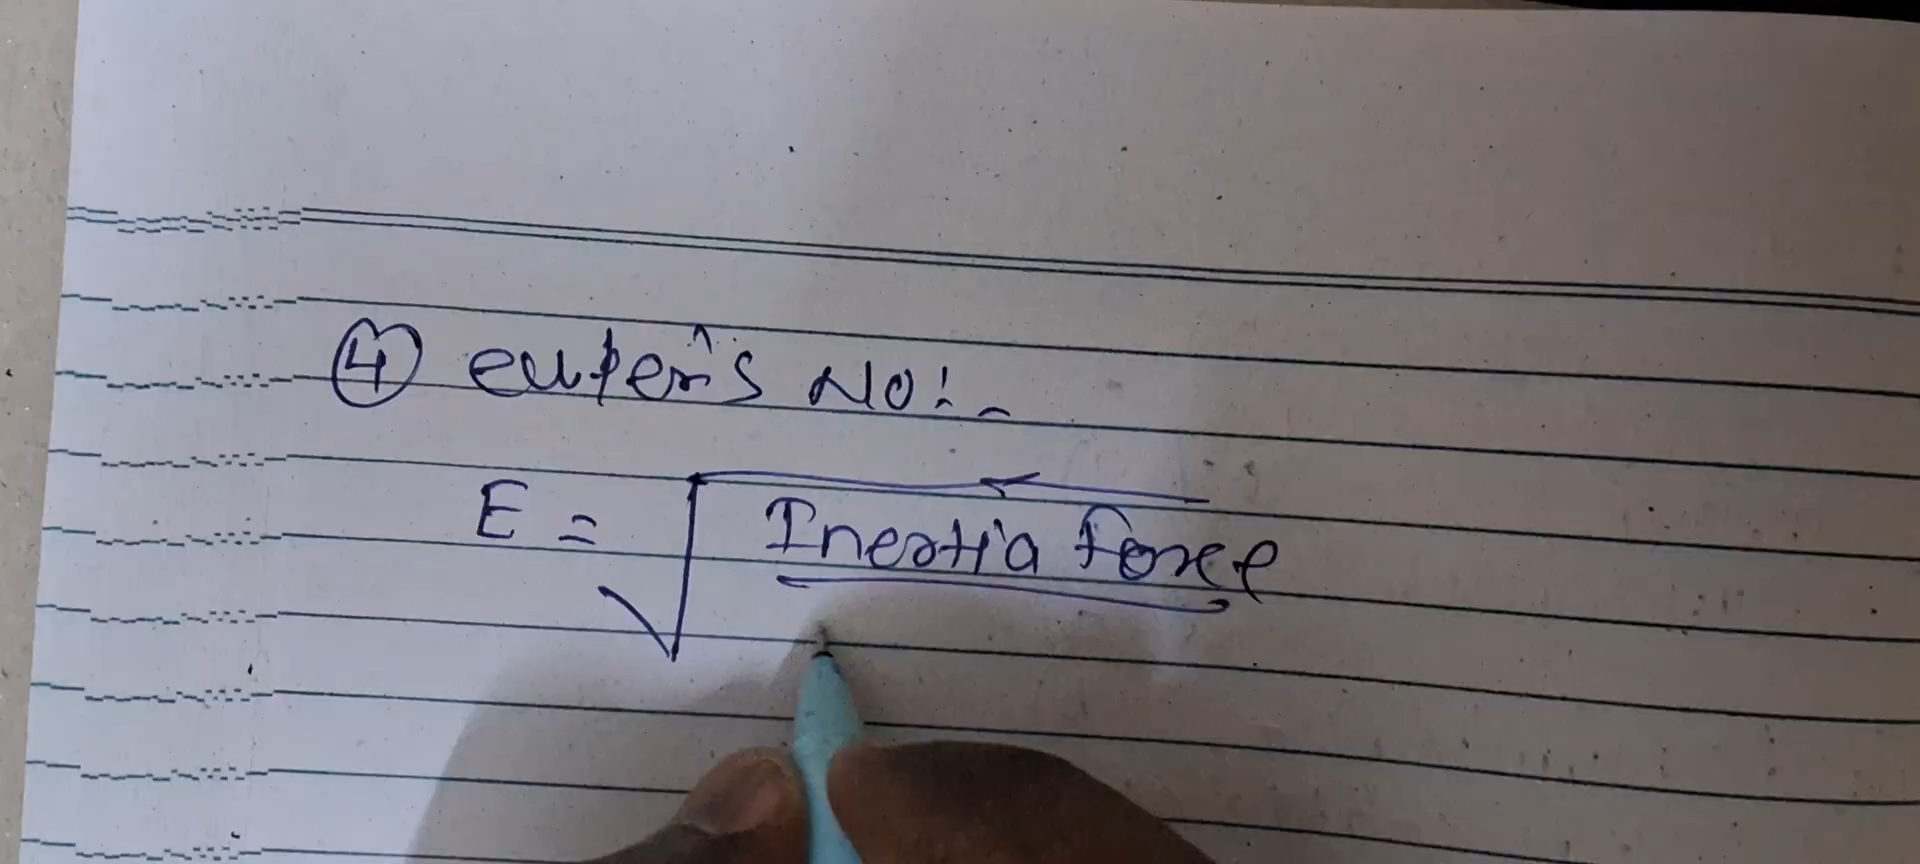 ④ euler's No:-
E = √ Inertia force